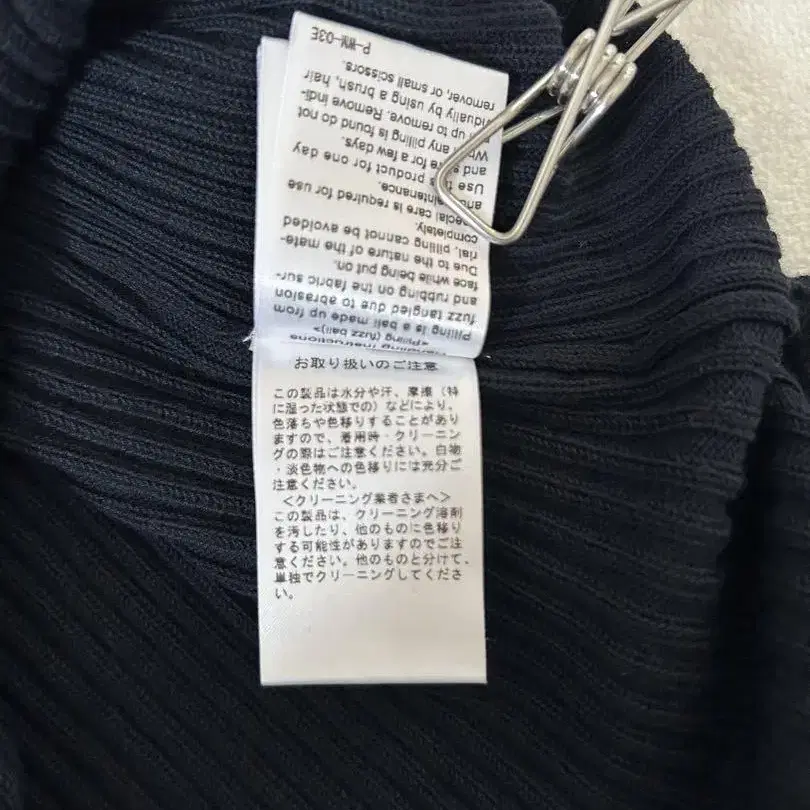 Handling instructions
<Pilling (fuzz ball)>
Pilling is a ball made up from
fuzz tangled due to abrasion
and rubbing on the fabric sur-
face while being put on.
Due to the nature of the mate-
rial, pilling cannot be avoided
completely.
Special care is required for use
and maintenance.
Use product for one day
and for a few days.
When any pilling is found do not
up to remove. Remove indi-
vidually by using a brush, hair
remover, or small scissors.
P-WN-03E
お取り扱いのご注意
この製品は水分や汗、摩擦（特
に湿った状態での）などにより、
色落ちや色移りすることがあり
ますので、着用時・クリーニン
グの際はご注意ください。白物
・淡色物への色移りには充分ご
注意ください。
＜クリーニング業者さまへ＞
この製品は、クリーニング溶剤
を汚したり、他のものに色移り
する可能性がありますのでご注
意ください。他のものと分けて、
単独でクリーニングしてくださ
い。